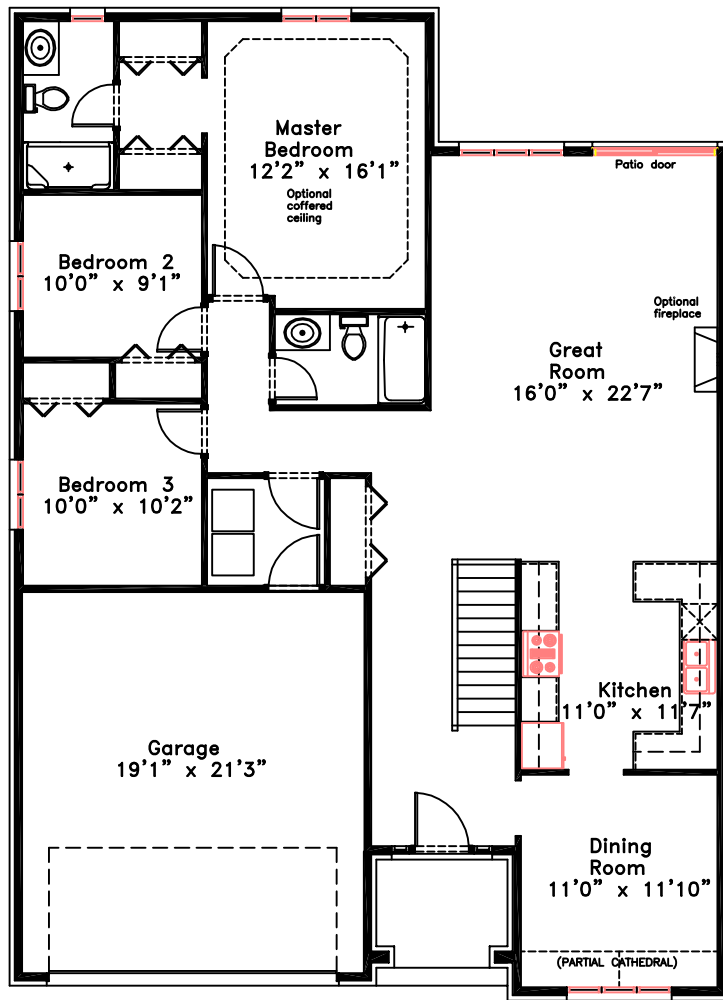 Master
Bedroom
12'2" x 16'1"
Optional
coffered
ceiling
Patio door
Bedroom 2
10'0" x 9'1"
Optional
fireplace
Great
Room
16'0" x 22'7"
Bedroom 3
10'0" x 10'2"
Kitchen
11'0" x 11'7"
Garage
19'1" x 21'3"
Dining
Room
11'0" x 11'10"
(PARTIAL CATHEDRAL)